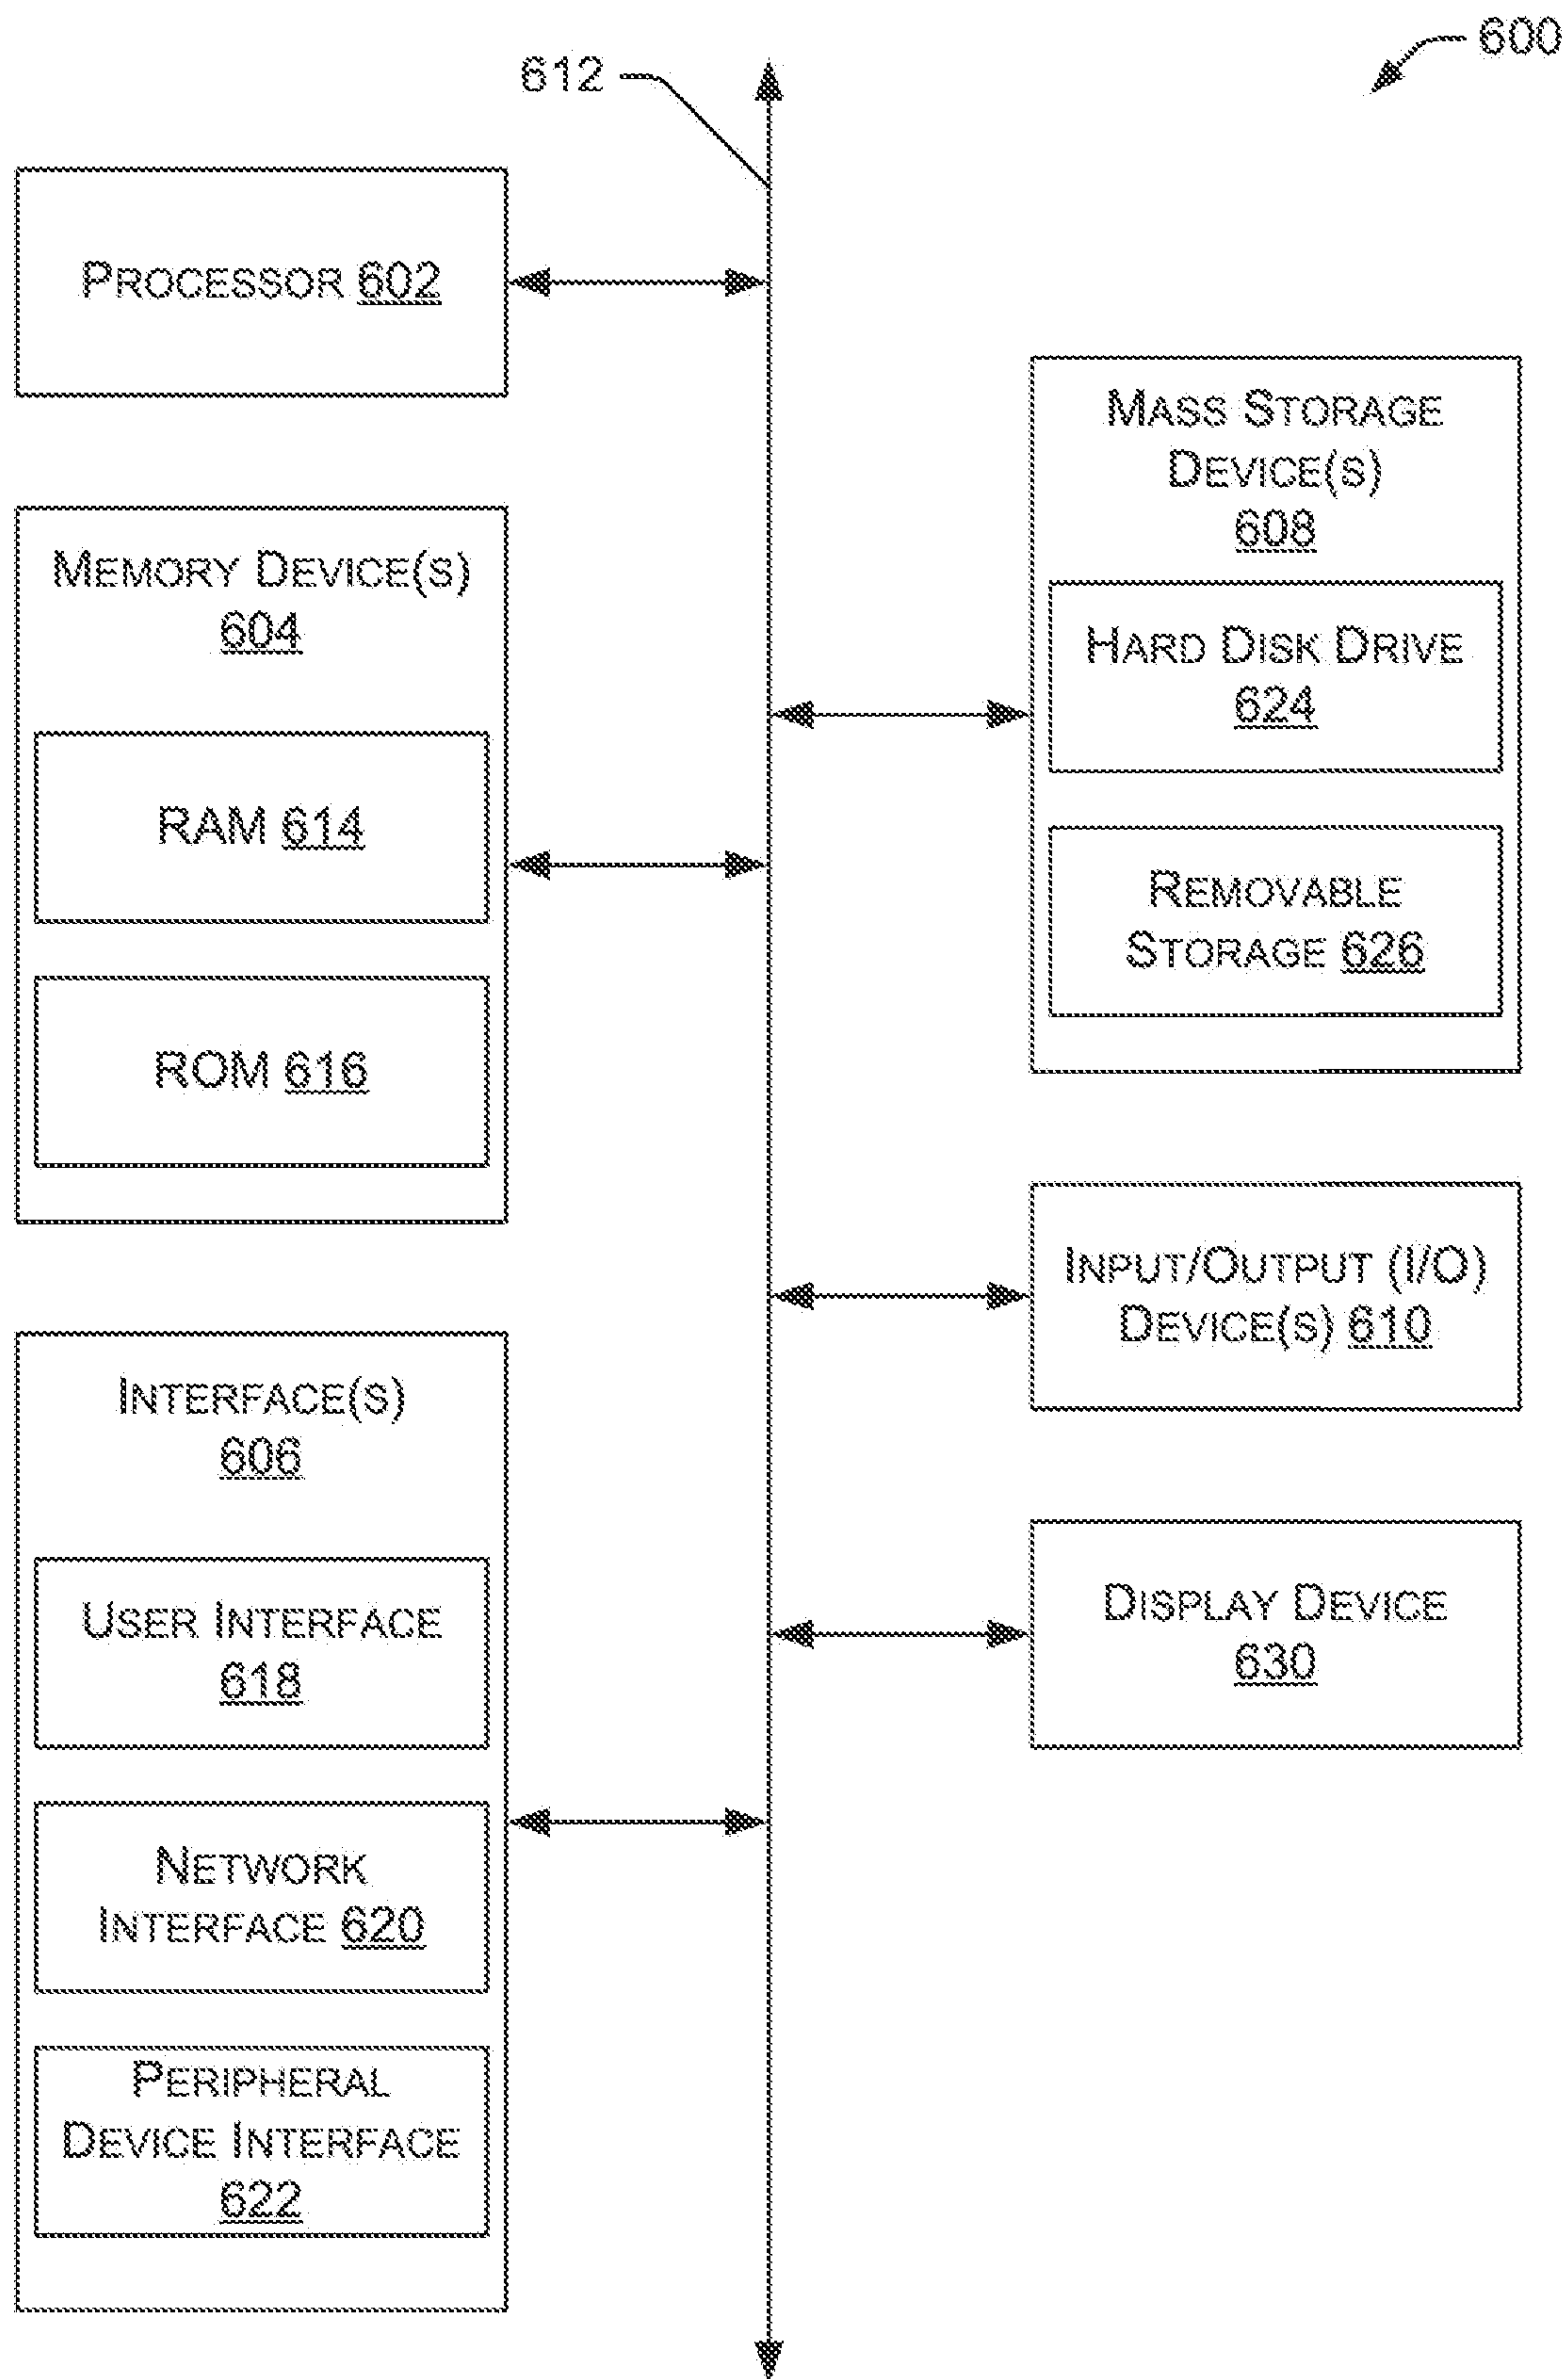 600
612
PROCESSOR 602
MEMORY DEVICE(S)
604
RAM 614
ROM 616
INTERFACE(S)
606
USER INTERFACE
618
NETWORK
INTERFACE 620
PERIPHERAL
DEVICE INTERFACE
622
MASS STORAGE
DEVICE(S)
608
HARD DISK DRIVE
624
REMOVABLE
STORAGE 626
INPUT/OUTPUT (I/O)
DEVICE(S) 610
DISPLAY DEVICE
630